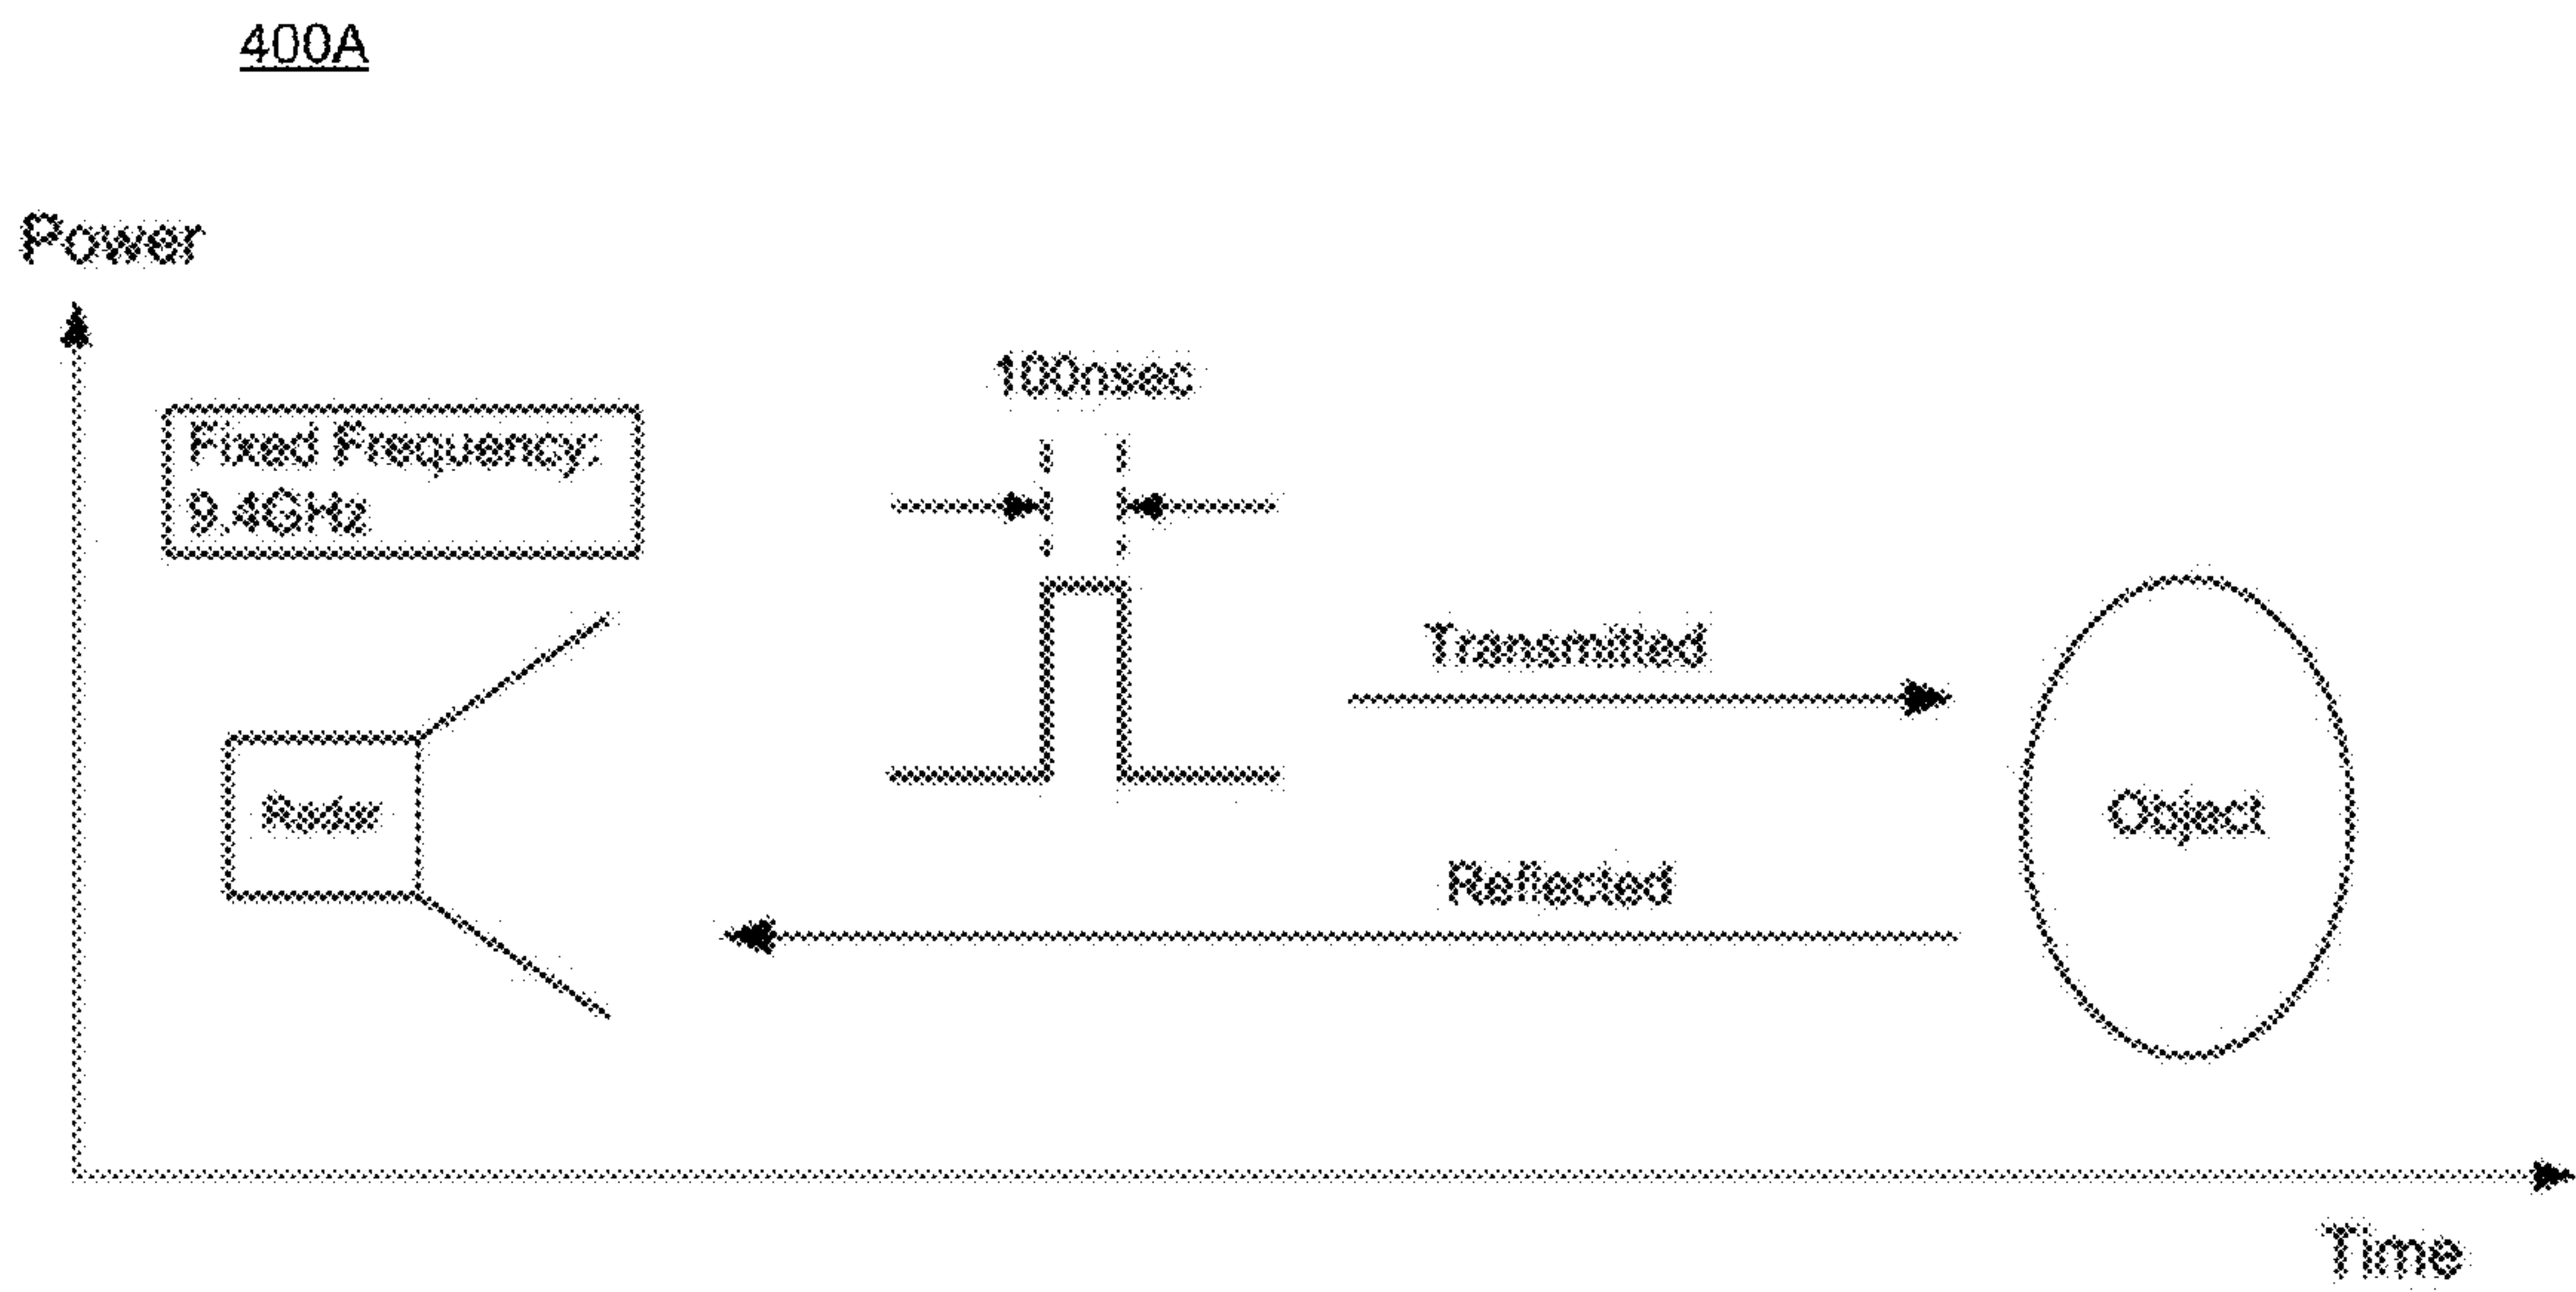 400A
Power
100nsec
Fixed Frequency:
9.4GHz
Transmitted
Radar
Object
Reflected
Time